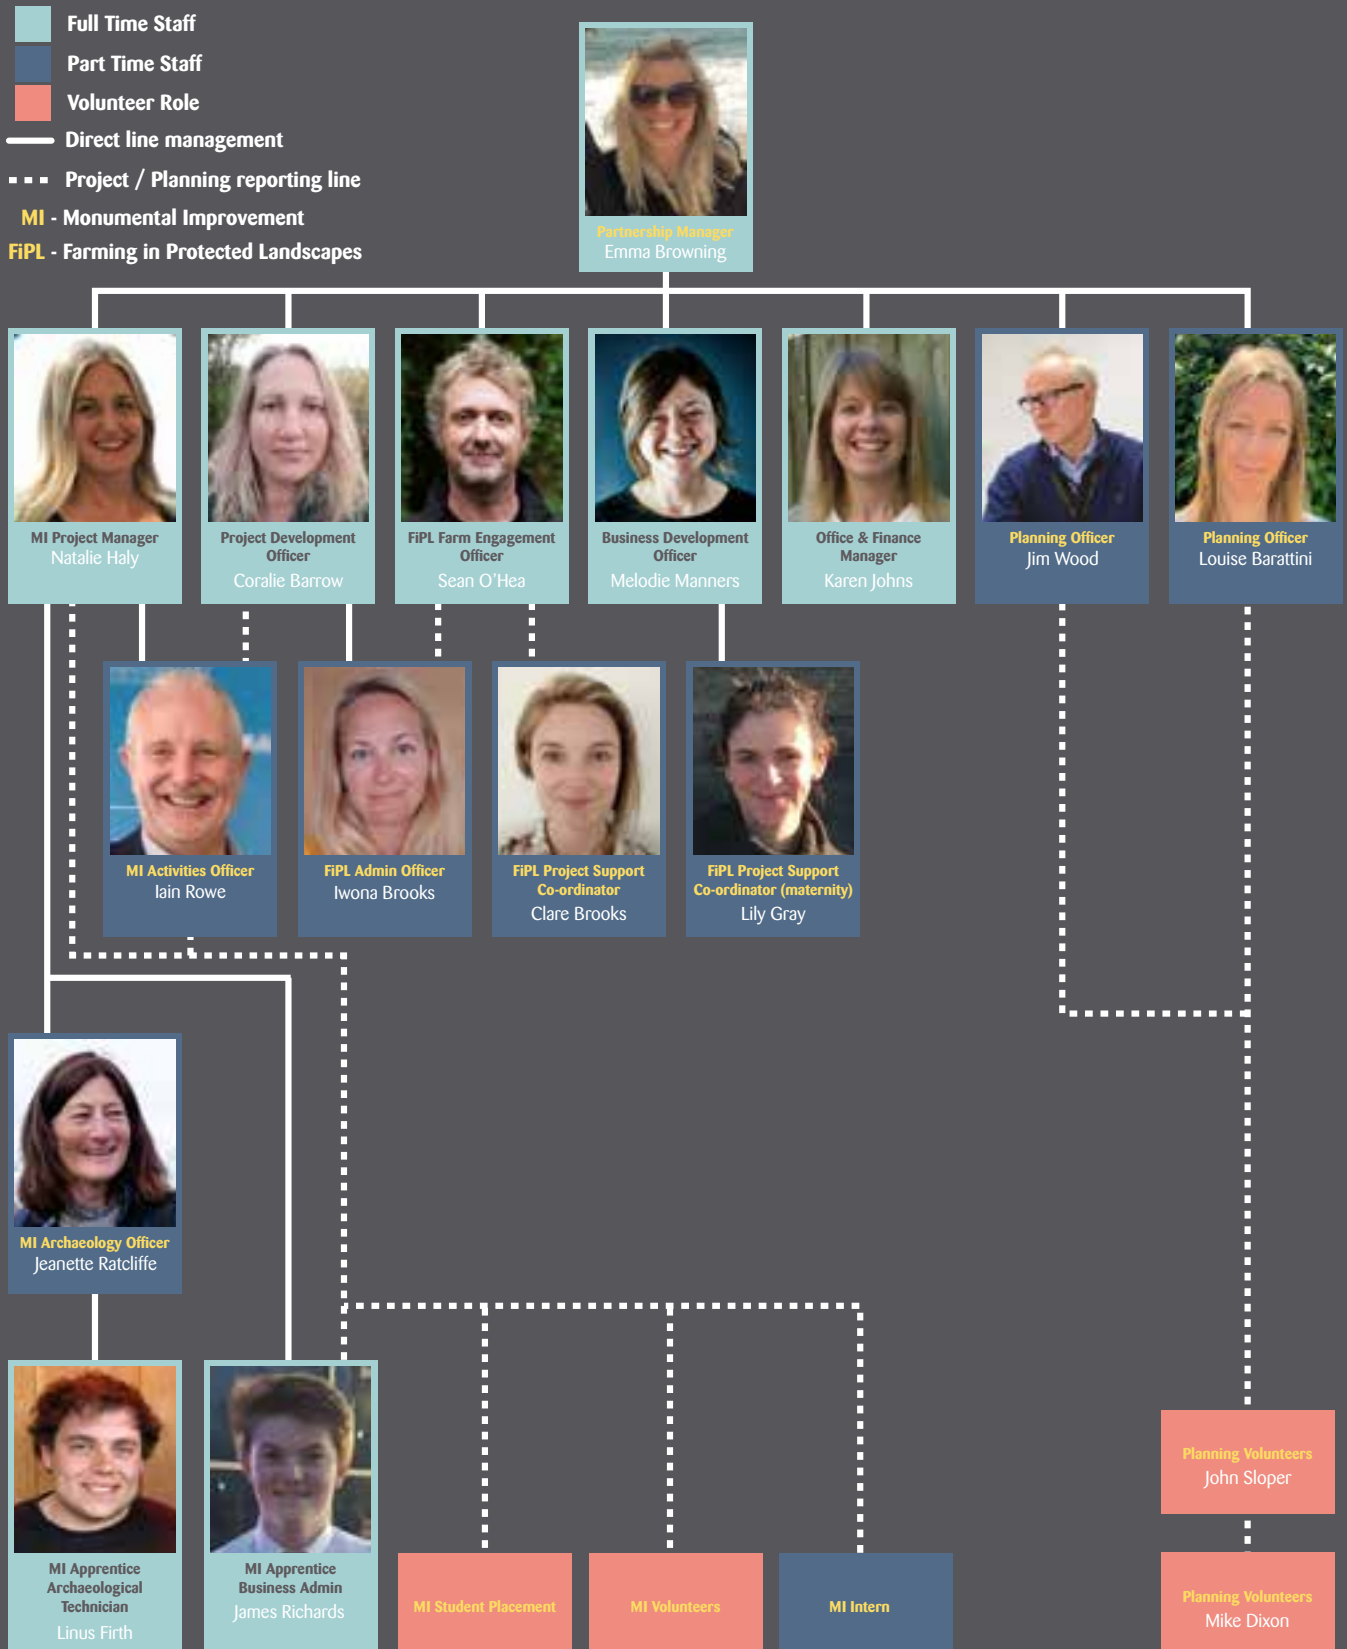 Full Time Staff
Part Time Staff
Volunteer Role
Direct line management
Project / Planning reporting line
MI - Monumental Improvement
FiPL - Farming in Protected Landscapes
Partnership Manager
Emma Browning
MI Project Manager
Natalie Haly
Project Development
Officer
Coralie Barrow
FiPL Farm Engagement
Officer
Sean O'Hea
Business Development
Officer
Melodie Manners
Office & Finance
Manager
Karen Johns
Planning Officer
Jim Wood
Planning Officer
Louise Barattini
MI Activities Officer
Iain Rowe
FiPL Admin Officer
Iwona Brooks
FiPL Project Support
Co-ordinator
Clare Brooks
FiPL Project Support
Co-ordinator (maternity)
Lily Gray
MI Archaeology Officer
Jeanette Ratcliffe
MI Apprentice
Archaeological
Technician
Linus Firth
MI Apprentice
Business Admin
James Richards
MI Student Placement
MI Volunteers
MI Intern
Planning Volunteers
John Sloper
Planning Volunteers
Mike Dixon